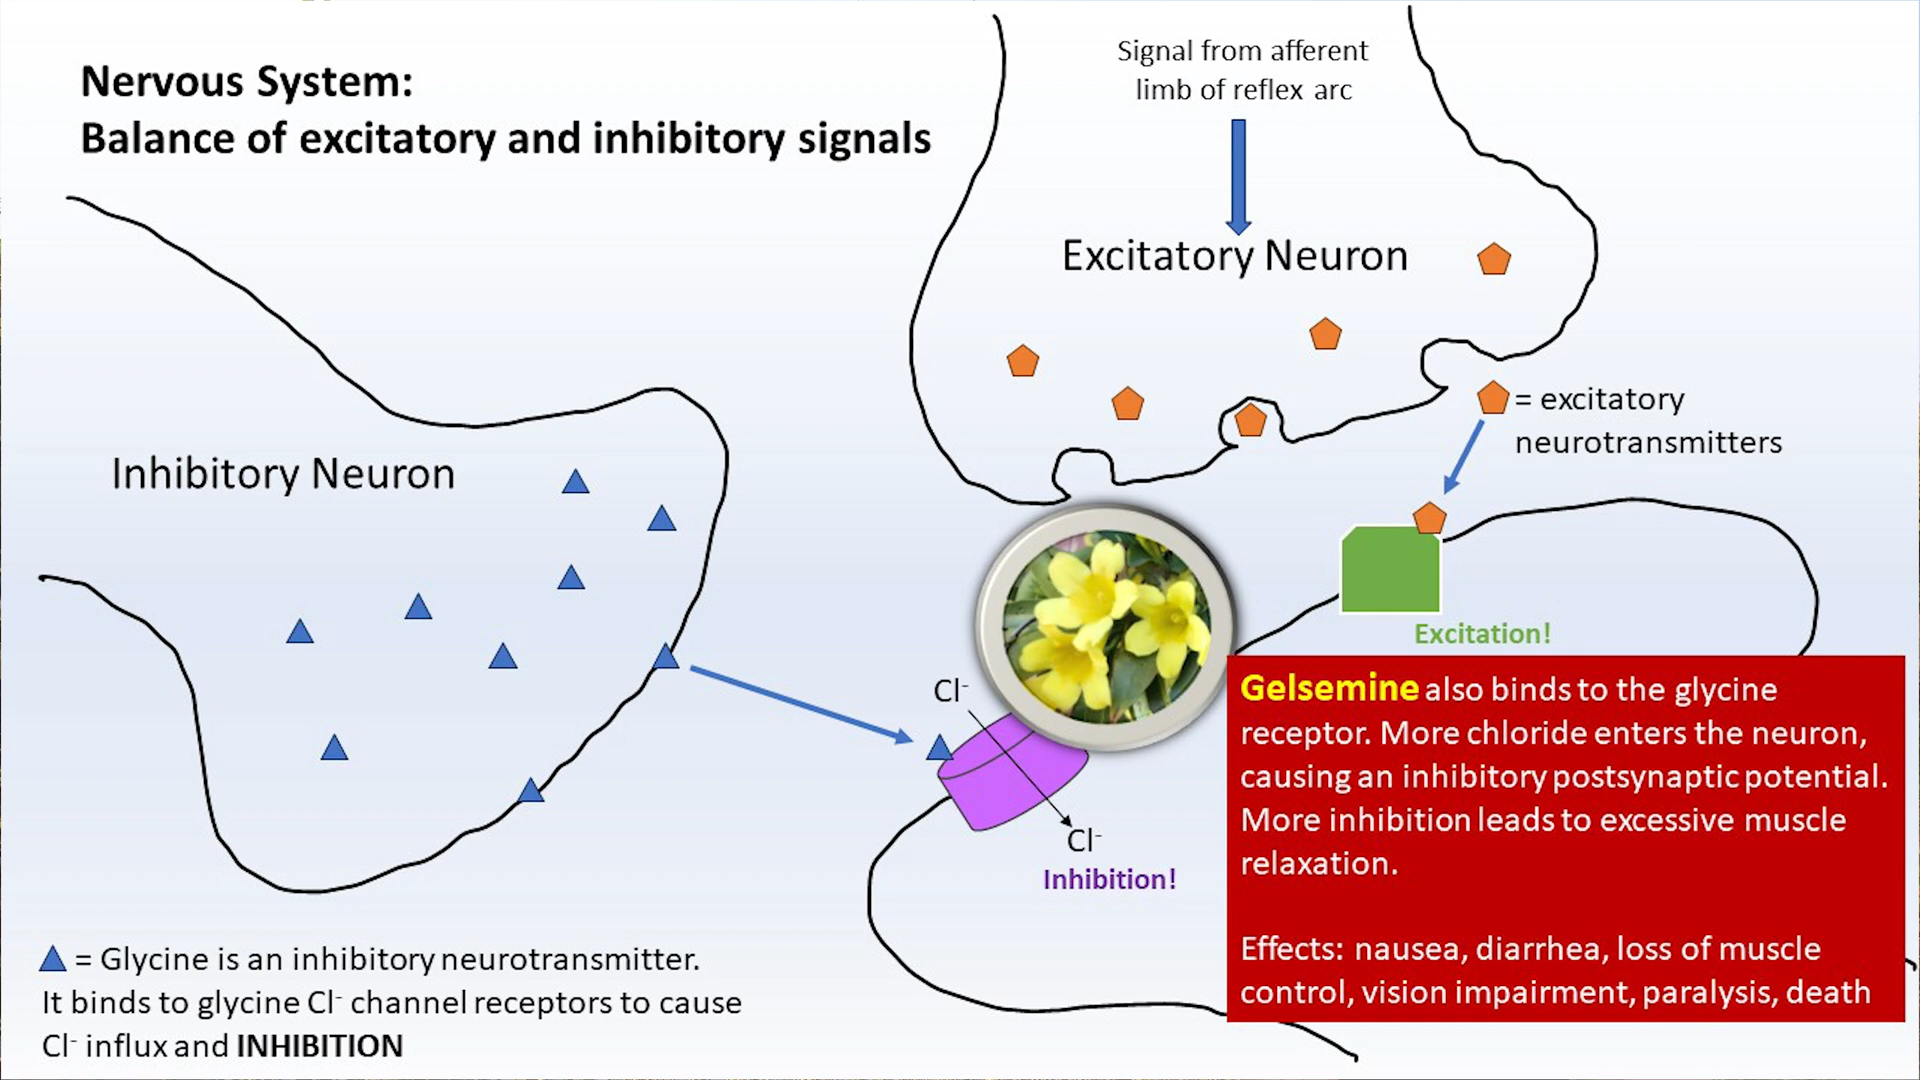 Nervous System:
Balance of excitatory and inhibitory signals
Signal from afferent
limb of reflex arc
Excitatory Neuron
= excitatory
neurotransmitters
Inhibitory Neuron
Excitation!
Cl-
Cl-
Inhibition!
Gelsemine also binds to the glycine
receptor. More chloride enters the neuron,
causing an inhibitory postsynaptic potential.
More inhibition leads to excessive muscle
relaxation.
Effects: nausea, diarrhea, loss of muscle
control, vision impairment, paralysis, death
= Glycine is an inhibitory neurotransmitter.
It binds to glycine Cl- channel receptors to cause
Cl- influx and INHIBITION